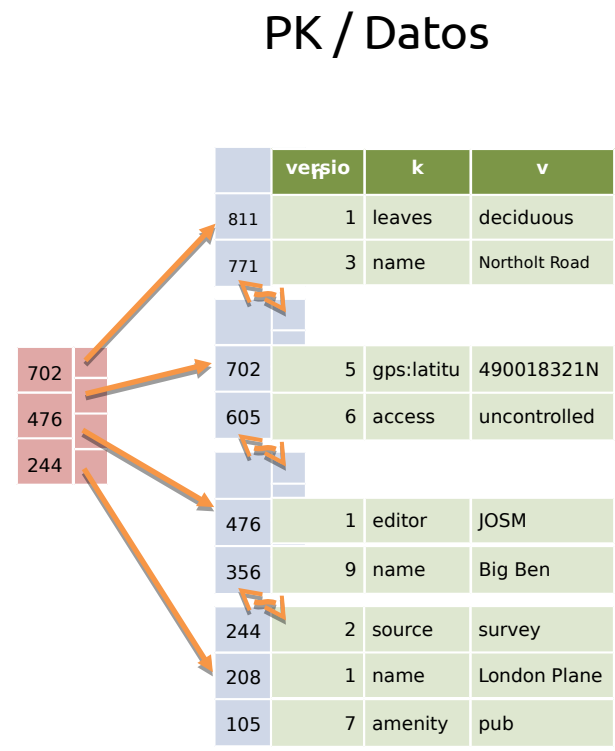 PK / Datos
version k v
811 1 leaves deciduous
771 3 name Northolt Road
702 5 gps:latitu 490018321N
605 6 access uncontrolled
476 1 editor JOSM
356 9 name Big Ben
244 2 source survey
208 1 name London Plane
105 7 amenity pub
702
476
244